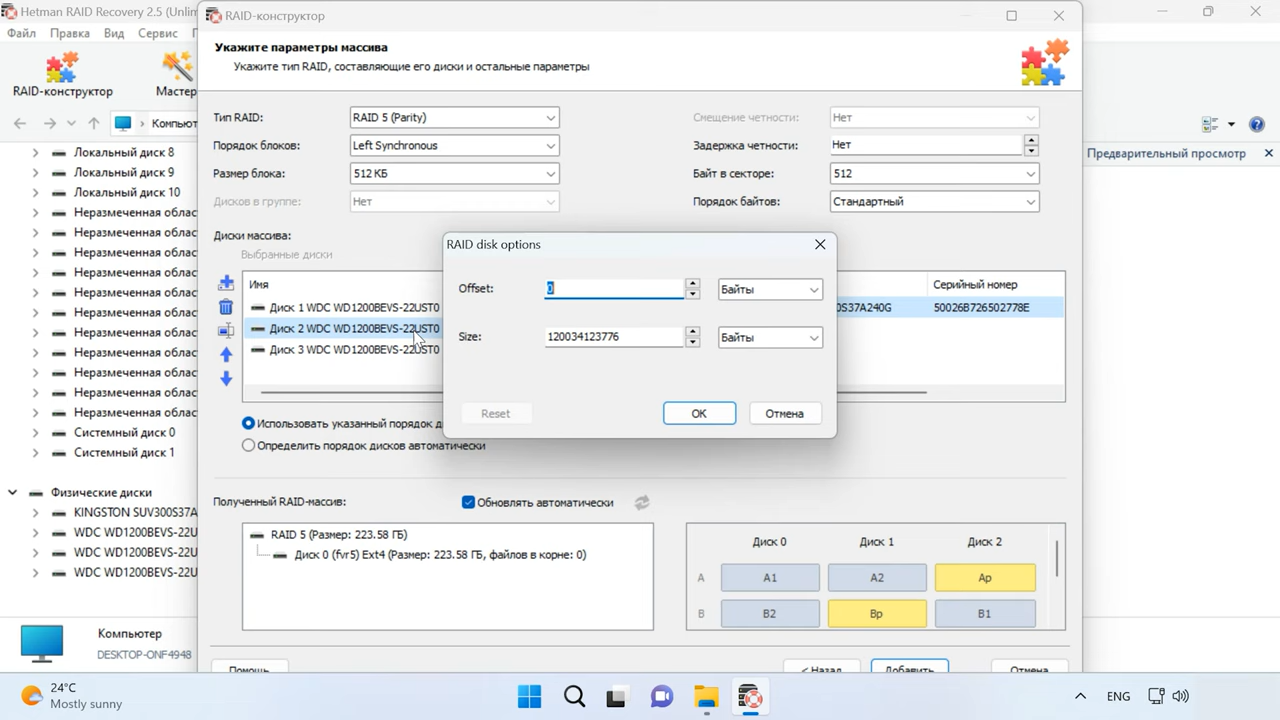 Hetman RAID Recovery 2.5 (Unlim
Файл Правка Вид Сервис
RAID-конструктор
Мастер
Компьют
Локальный диск 8
Локальный диск 9
Локальный диск 10
Неразмеченная облас
Неразмеченная облас
Неразмеченная облас
Неразмеченная облас
Неразмеченная облас
Неразмеченная облас
Неразмеченная облас
Неразмеченная облас
Неразмеченная облас
Неразмеченная облас
Неразмеченная облас
Системный диск 0
Системный диск 1
Физические диски
KINGSTON SUV300S37A
WDC WD1200BEVS-22U
WDC WD1200BEVS-22U
WDC WD1200BEVS-22U
Компьютер
DESKTOP-ONF4948
RAID-конструктор
Укажите параметры массива
Укажите тип RAID, составляющие его диски и остальные параметры
Тип RAID: RAID 5 (Parity)
Порядок блоков: Left Synchronous
Размер блока: 512 КБ
Дисков в группе: Нет
Смещение четности: Нет
Задержка четности: Нет
Байт в секторе: 512
Порядок байтов: Стандартный
Диски массива:
Выбранные диски
Имя Серийный номер
Диск 1 WDC WD1200BEVS-22UST0 0S37A240G 50026B726502778E
Диск 2 WDC WD1200BEVS-22UST0
Диск 3 WDC WD1200BEVS-22UST0
Использовать указанный порядок д
Определить порядок дисков автоматически
RAID disk options
Offset: 0 Байты
Size: 120034123776 Байты
Reset OK Отмена
Полученный RAID-массив: Обновлять автоматически
RAID 5 (Размер: 223.58 ГБ)
Диск 0 (fvr5) Ext4 (Размер: 223.58 ГБ, файлов в корне: 0)
Диск 0 Диск 1 Диск 2
A A1 A2 Ap
B B2 Bp B1
Помощь < Назад Добавить Отмена
Предварительный просмотр
24°C
Mostly sunny
ENG